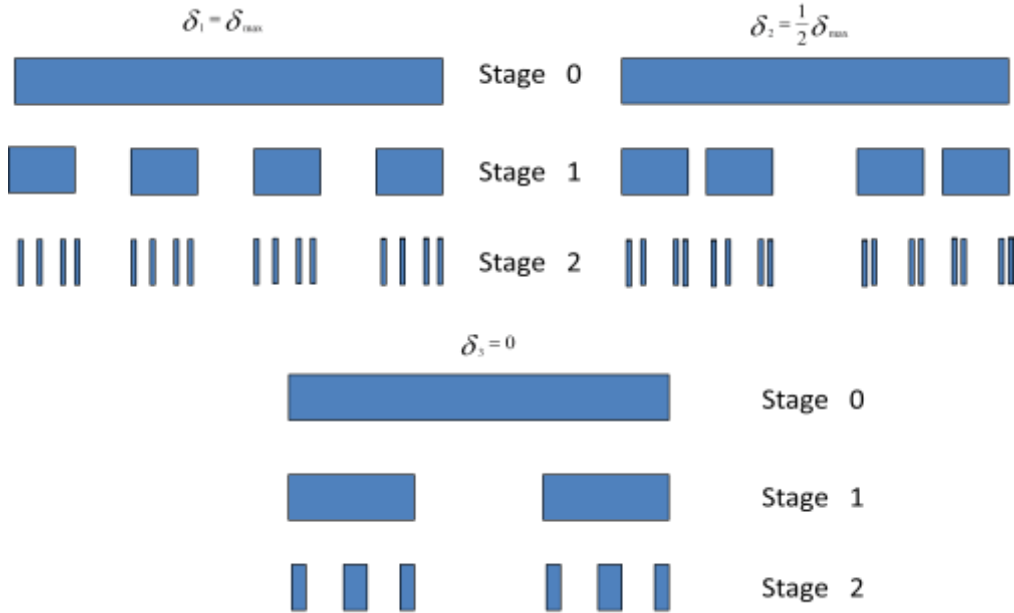 δ₁ = δmax
δ₂ = 1/2 δmax
Stage 0
Stage 1
Stage 2
δ₃ = 0
Stage 0
Stage 1
Stage 2